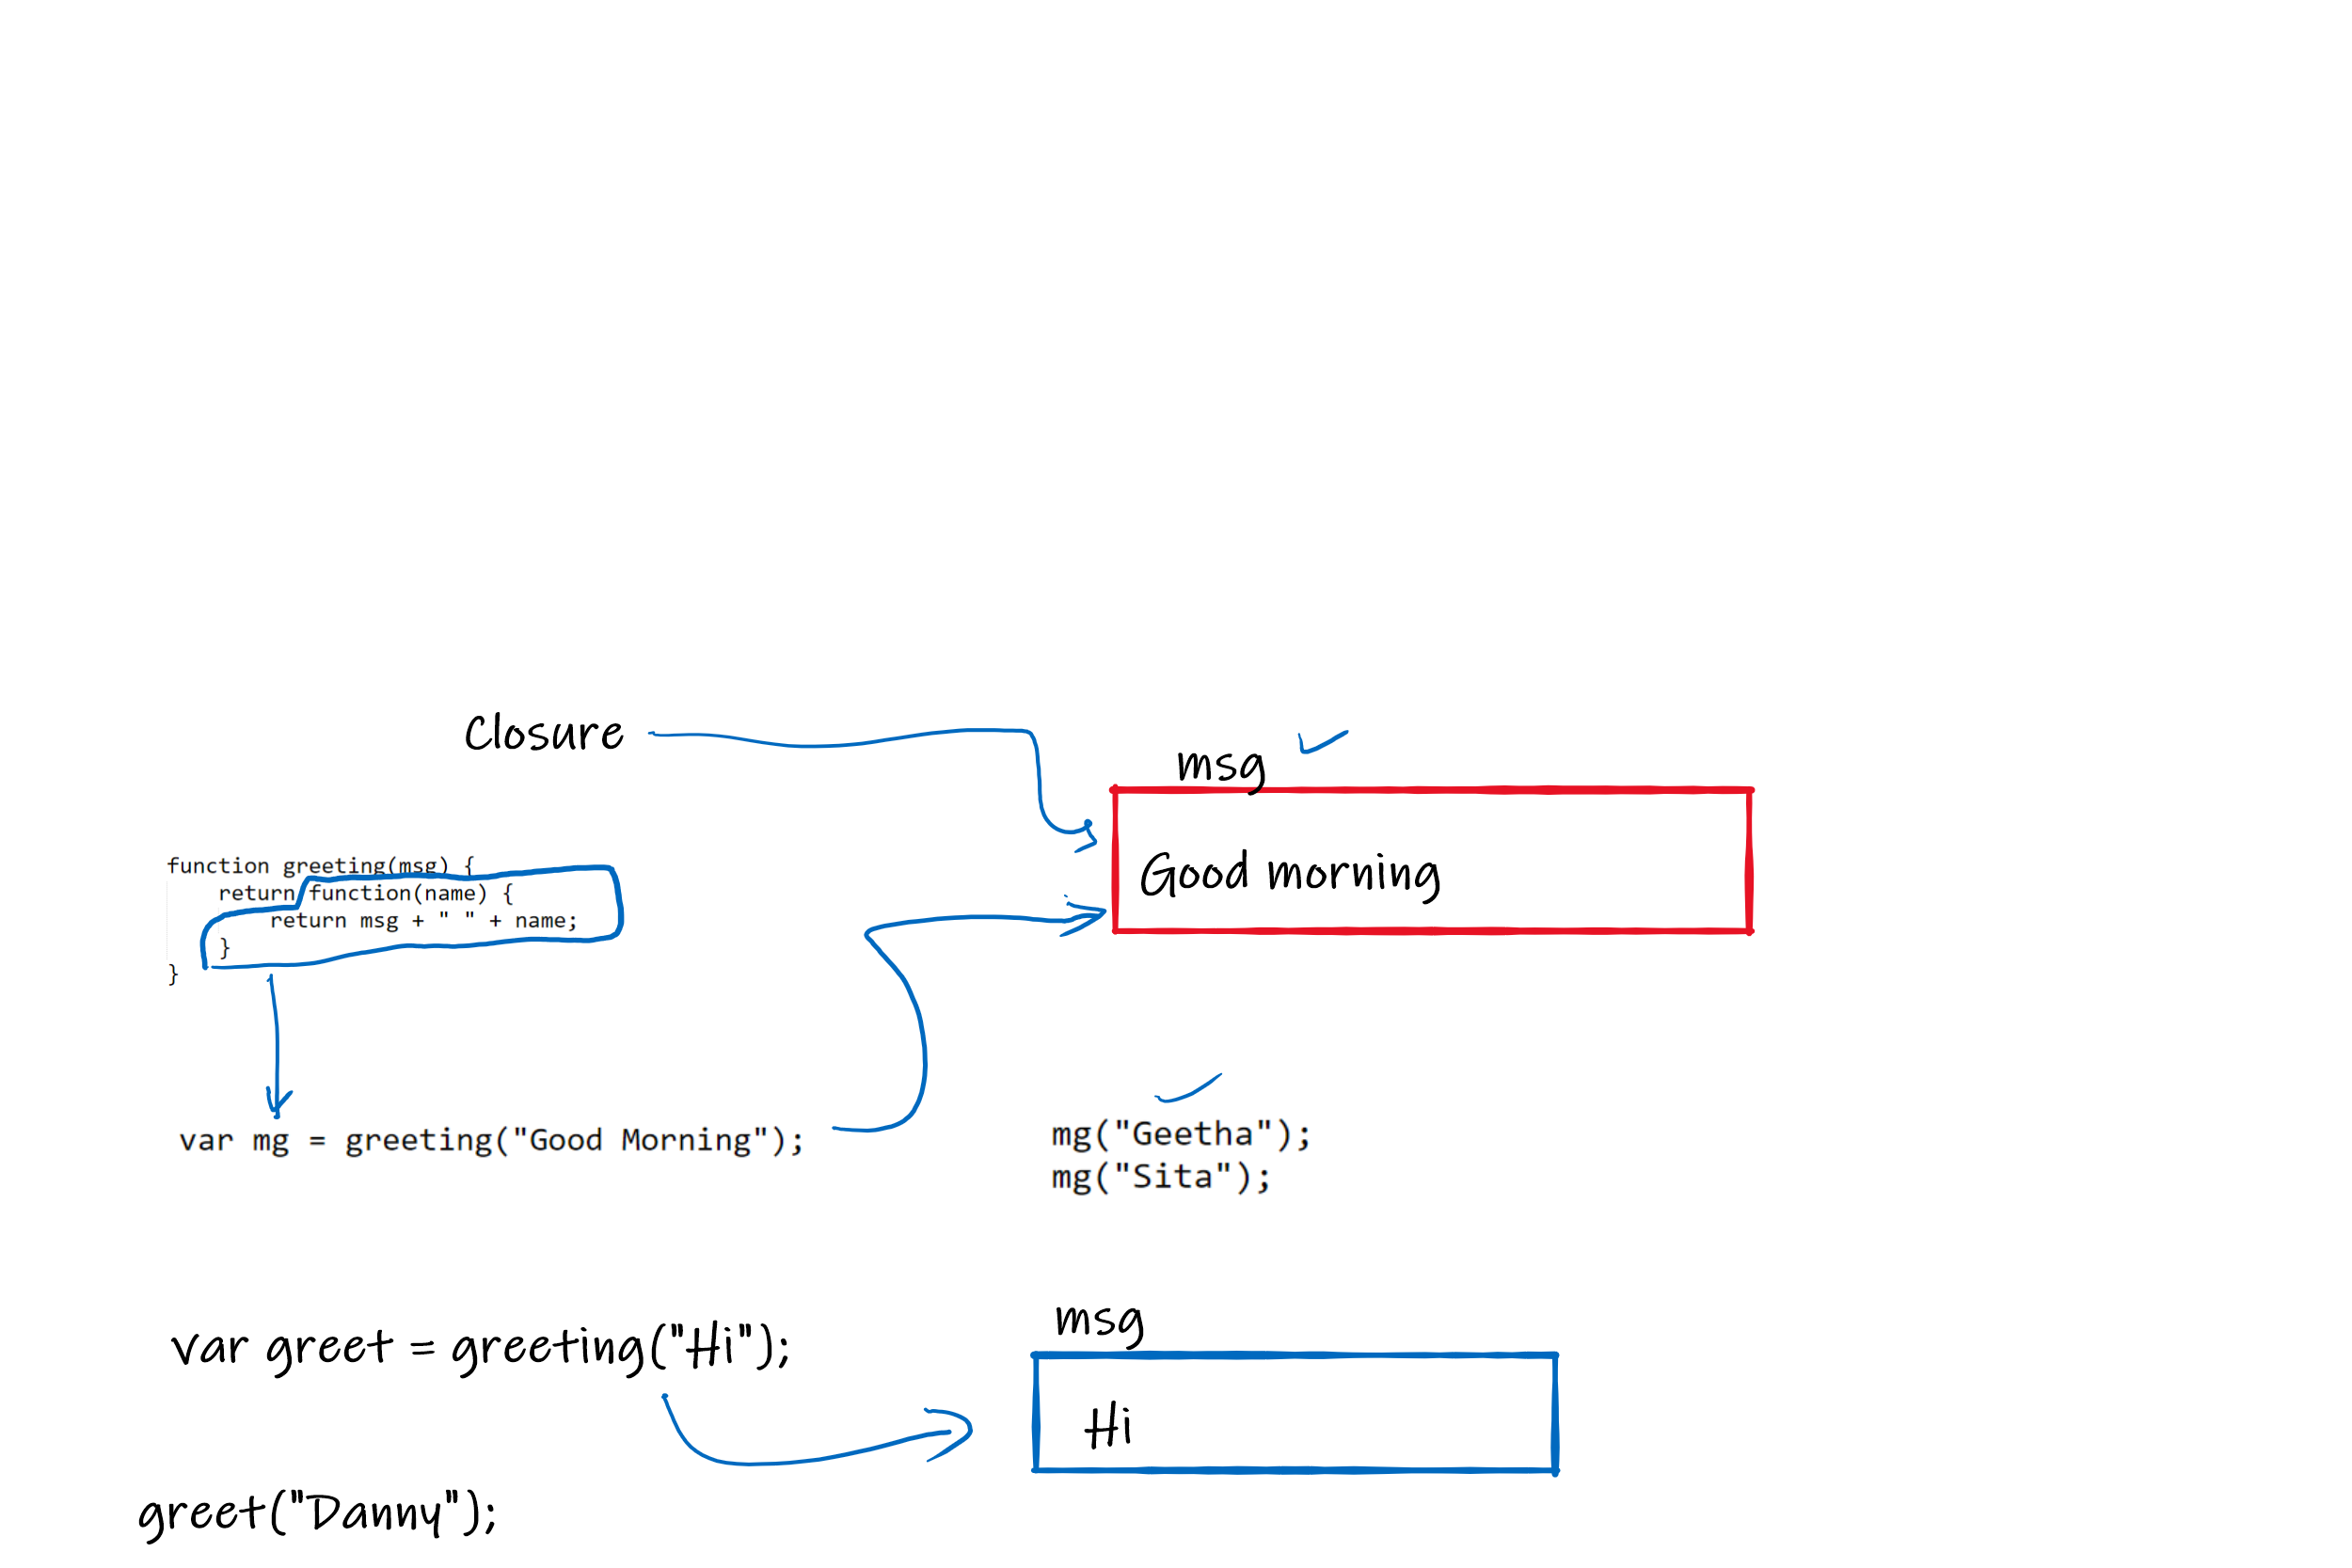 Closure
msg
Good morning
function greeting(msg) {
    return function(name) {
        return msg + " " + name;
    }
}
var mg = greeting("Good Morning");
mg("Geetha");
mg("Sita");
var greet = greeting("Hi");
msg
Hi
greet("Danny");